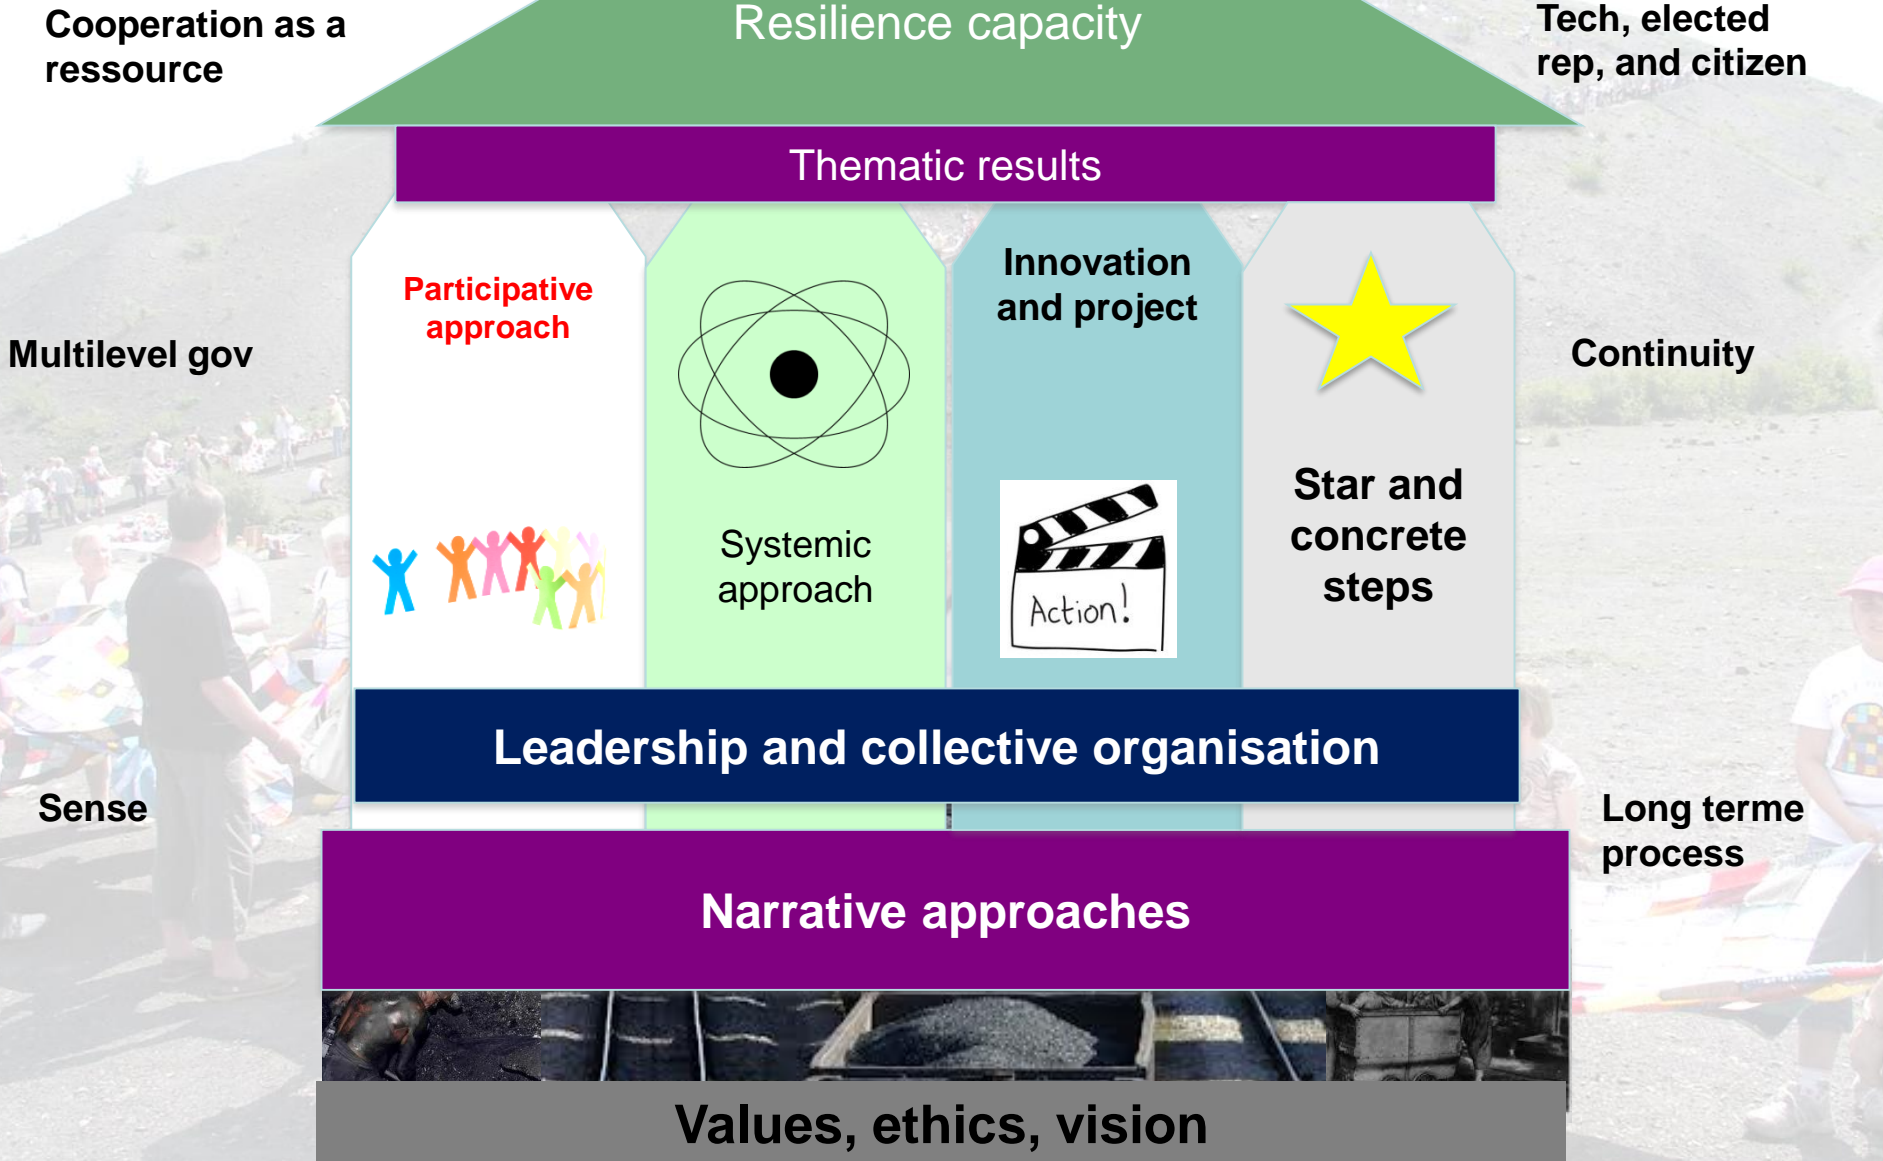 Cooperation as a
ressource
Resilience capacity
Tech, elected
rep, and citizen
Thematic results
Participative
approach
Innovation
and project
Multilevel gov
Continuity
Systemic
approach
Action!
Star and
concrete
steps
Leadership and collective organisation
Sense
Long terme
process
Narrative approaches
Values, ethics, vision